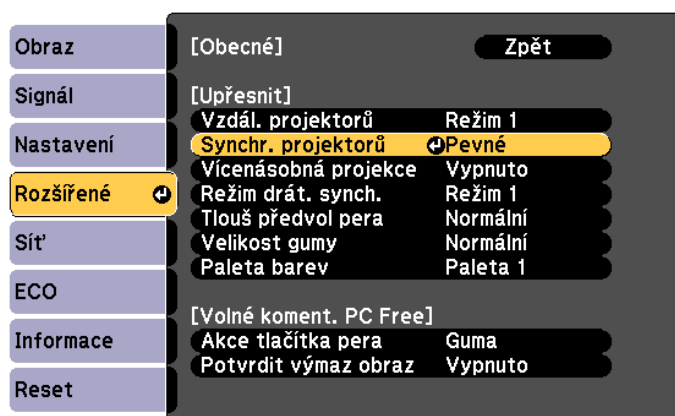 Obraz
Signál
Nastavení
Rozšířené
Síť
ECO
Informace
Reset
[Obecné] Zpět
[Upřesnit]
Vzdál. projektorů Režim 1
Synchr. projektorů Pevné
Vícenásobná projekce Vypnuto
Režim drát. synch. Režim 1
Tlouš předvol pera Normální
Velikost gumy Normální
Paleta barev Paleta 1
[Volné koment. PC Free]
Akce tlačítka pera Guma
Potvrdit výmaz obraz Vypnuto